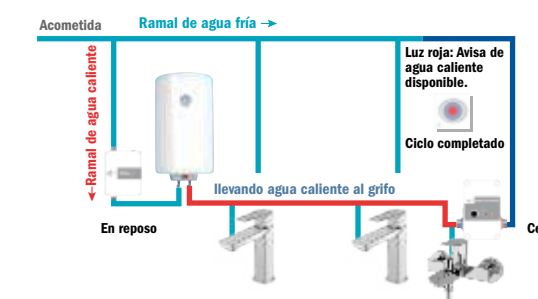 Acometida
Ramal de agua fría
Ramal de agua caliente
Luz roja: Avisa de
agua caliente
disponible.
Ciclo completado
llevando agua caliente al grifo
En reposo
Ce